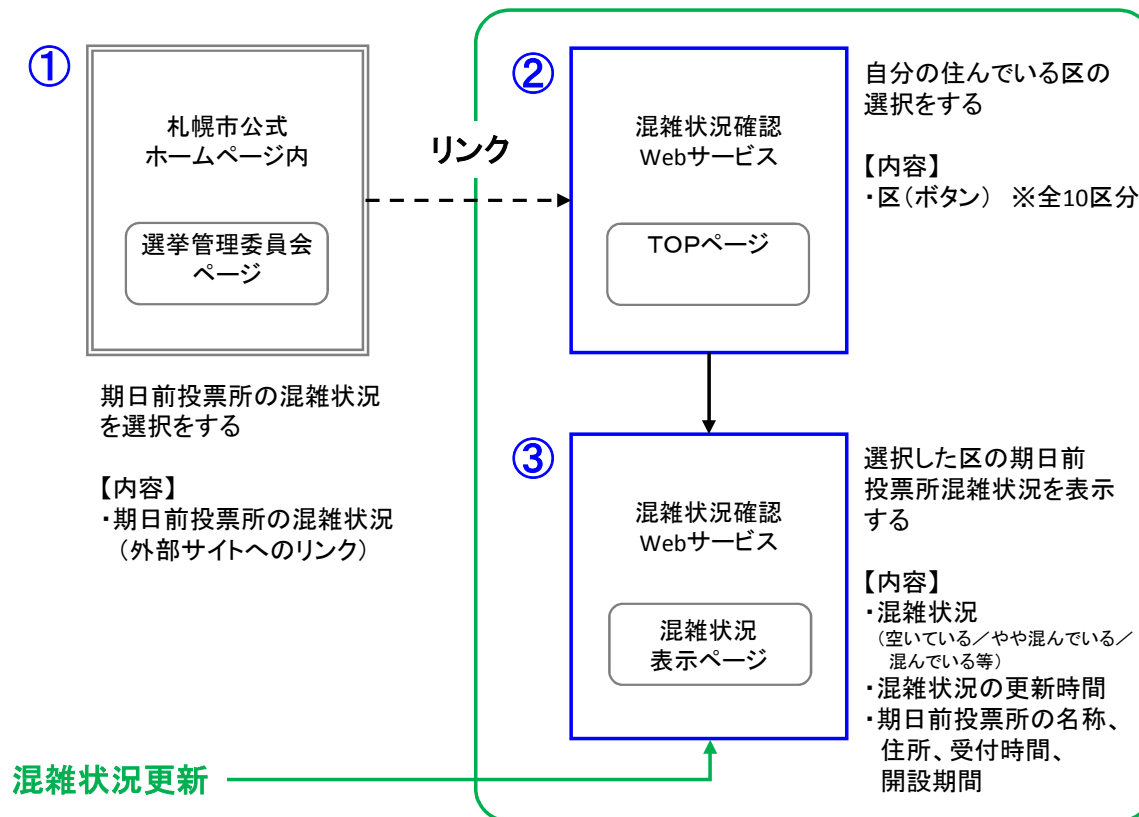 ①
札幌市公式
ホームページ内
選挙管理委員会
ページ
期日前投票所の混雑状況
を選択をする
【内容】
・期日前投票所の混雑状況
（外部サイトへのリンク）
リンク
②
混雑状況確認
Webサービス
TOPページ
自分の住んでいる区の
選択をする
【内容】
・区（ボタン）　※全10区分
③
混雑状況確認
Webサービス
混雑状況
表示ページ
選択した区の期日前
投票所混雑状況を表示
する
【内容】
・混雑状況
（空いている／やや混んでいる／
混んでいる等）
・混雑状況の更新時間
・期日前投票所の名称、
住所、受付時間、
開設期間
混雑状況更新